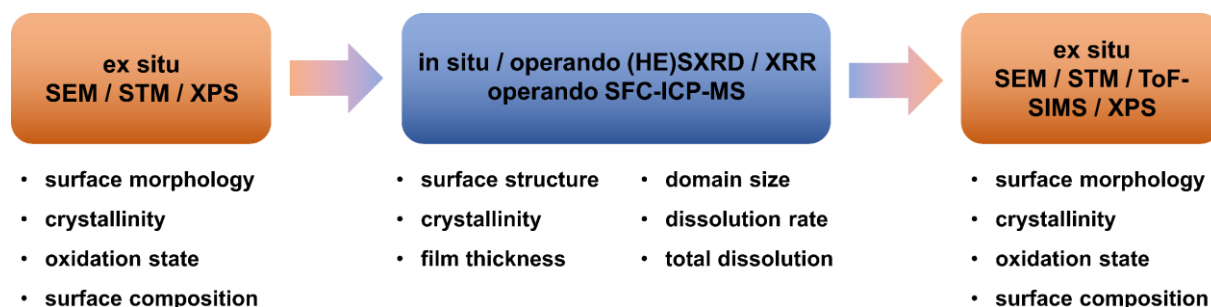 ex situ
SEM / STM / XPS
in situ / operando (HE)SXRD / XRR
operando SFC-ICP-MS
ex situ
SEM / STM / ToF-
SIMS / XPS
• surface morphology
• crystallinity
• oxidation state
• surface composition
• surface structure
• crystallinity
• film thickness
• domain size
• dissolution rate
• total dissolution
• surface morphology
• crystallinity
• oxidation state
• surface composition